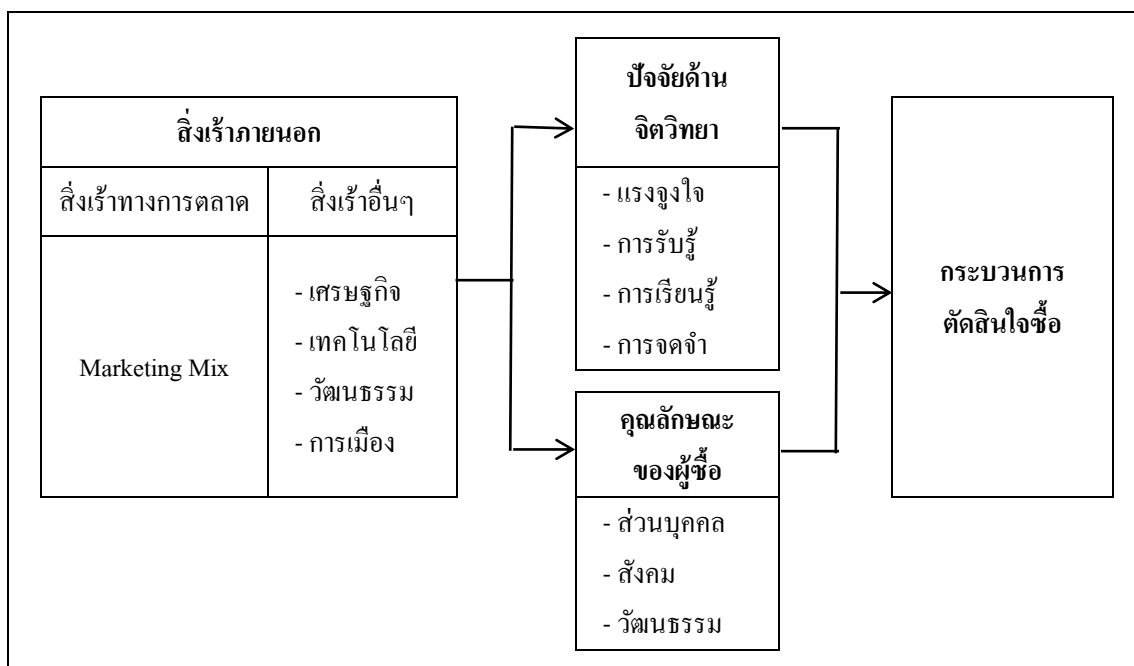 สิ่งเร้าภายนอก
สิ่งเร้าทางการตลาด
สิ่งเร้าอื่นๆ
Marketing Mix
- เศรษฐกิจ
- เทคโนโลยี
- วัฒนธรรม
- การเมือง
ปัจจัยด้าน
จิตวิทยา
- แรงจูงใจ
- การรับรู้
- การเรียนรู้
- การจดจำ
คุณลักษณะ
ของผู้ซื้อ
- ส่วนบุคคล
- สังคม
- วัฒนธรรม
กระบวนการ
ตัดสินใจซื้อ